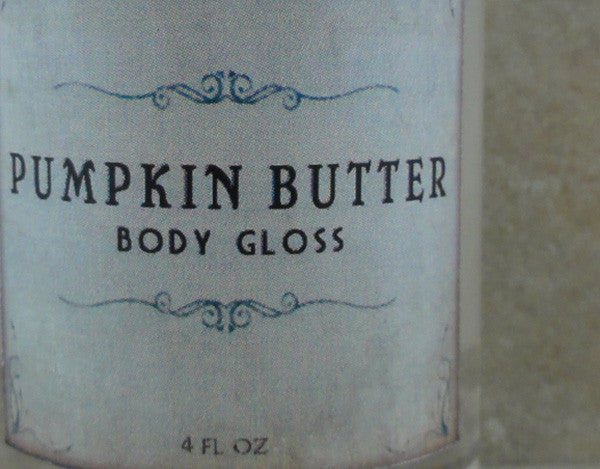 PUMPKIN BUTTER
BODY GLOSS
4 FL OZ